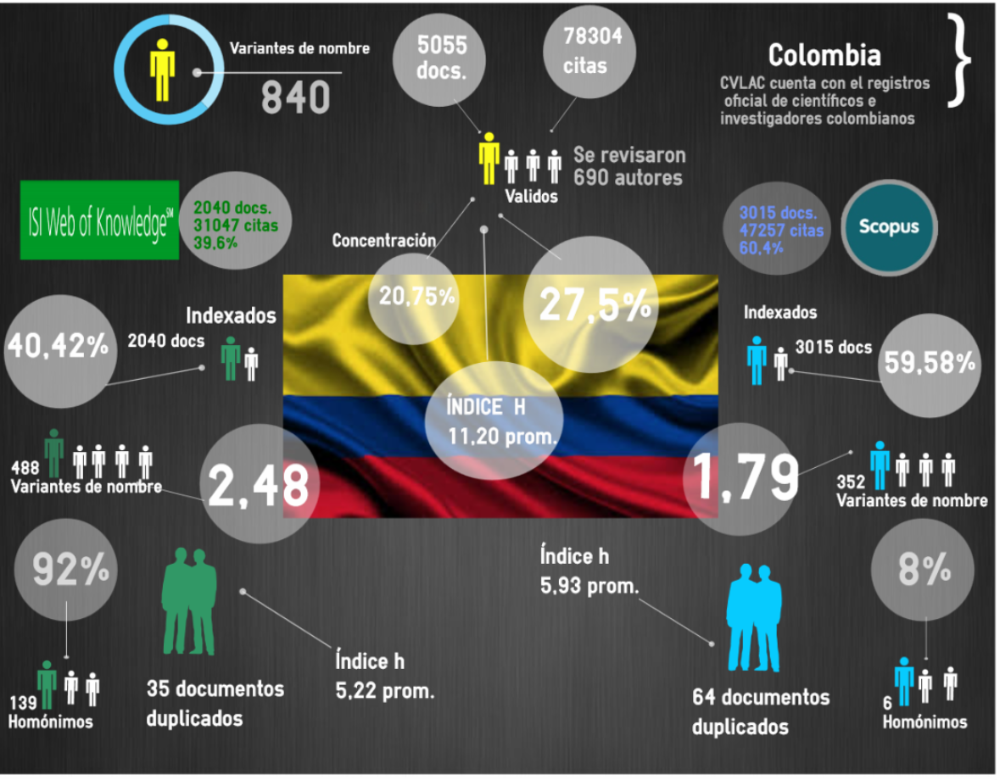 Variantes de nombre
840
5055
docs.
78304
citas
Colombia
CVLAC cuenta con el registros
oficial de científicos e
investigadores colombianos
}
Se revisaron
690 autores
Validos
ISI Web of Knowledge℠
2040 docs.
31047 citas
39,6%
3015 docs.
47257 citas
60,4%
Scopus
Concentración
20,75%
27,5%
40,42%
2040 docs
Indexados
Indexados
3015 docs
59,58%
ÍNDICE H
11,20 prom.
488
Variantes de nombre
2,48
1,79
352
Variantes de nombre
92%
139
Homónimos
35 documentos
duplicados
Índice h
5,22 prom.
Índice h
5,93 prom.
64 documentos
duplicados
8%
6
Homónimos